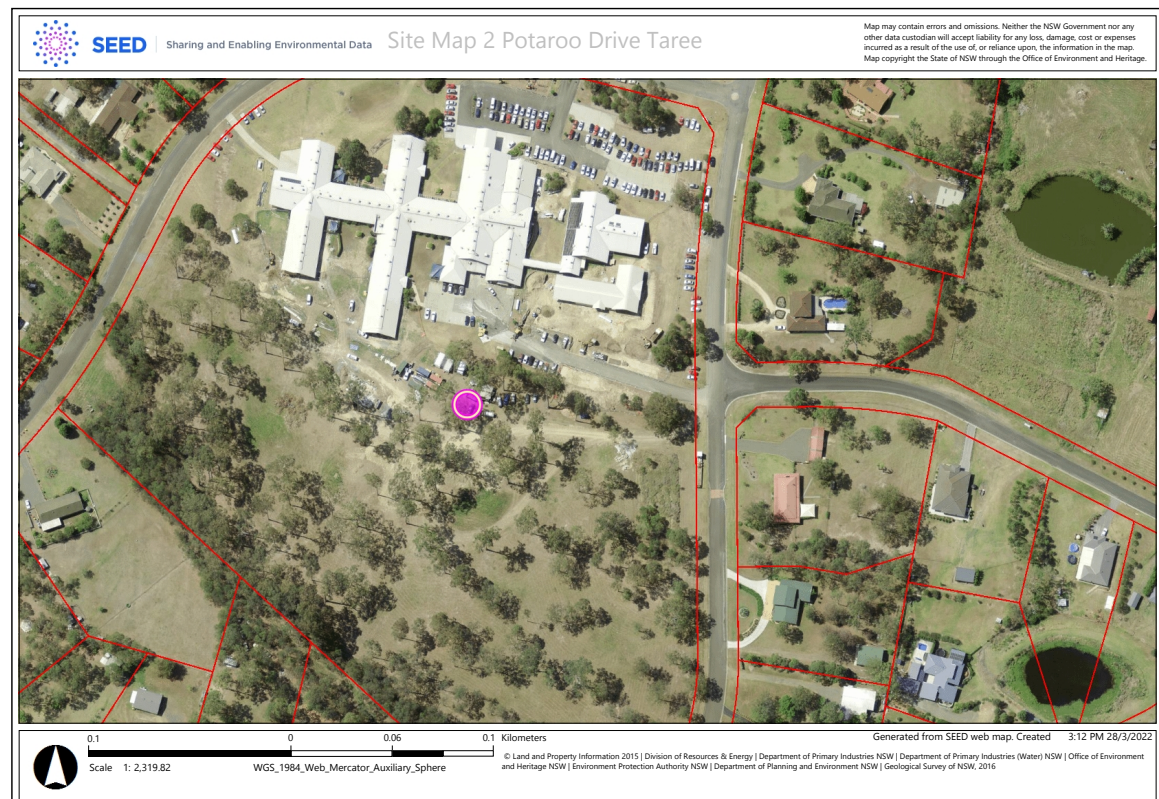 SEED
Sharing and Enabling Environmental Data
Site Map 2 Potaroo Drive Taree
Map may contain errors and omissions. Neither the NSW Government nor any
other data custodian will accept liability for any loss, damage, cost or expenses
incurred as a result of the use of, or reliance upon, the information in the map.
Map copyright the State of NSW through the Office of Environment and Heritage.
0.1 0 0.06 0.1 Kilometers
Scale 1: 2,319.82
WGS_1984_Web_Mercator_Auxiliary_Sphere
Generated from SEED web map. Created 3:12 PM 28/3/2022
© Land and Property Information 2015 | Division of Resources & Energy | Department of Primary Industries NSW | Department of Primary Industries (Water) NSW | Office of Environment
and Heritage NSW | Environment Protection Authority NSW | Department of Planning and Environment NSW | Geological Survey of NSW, 2016